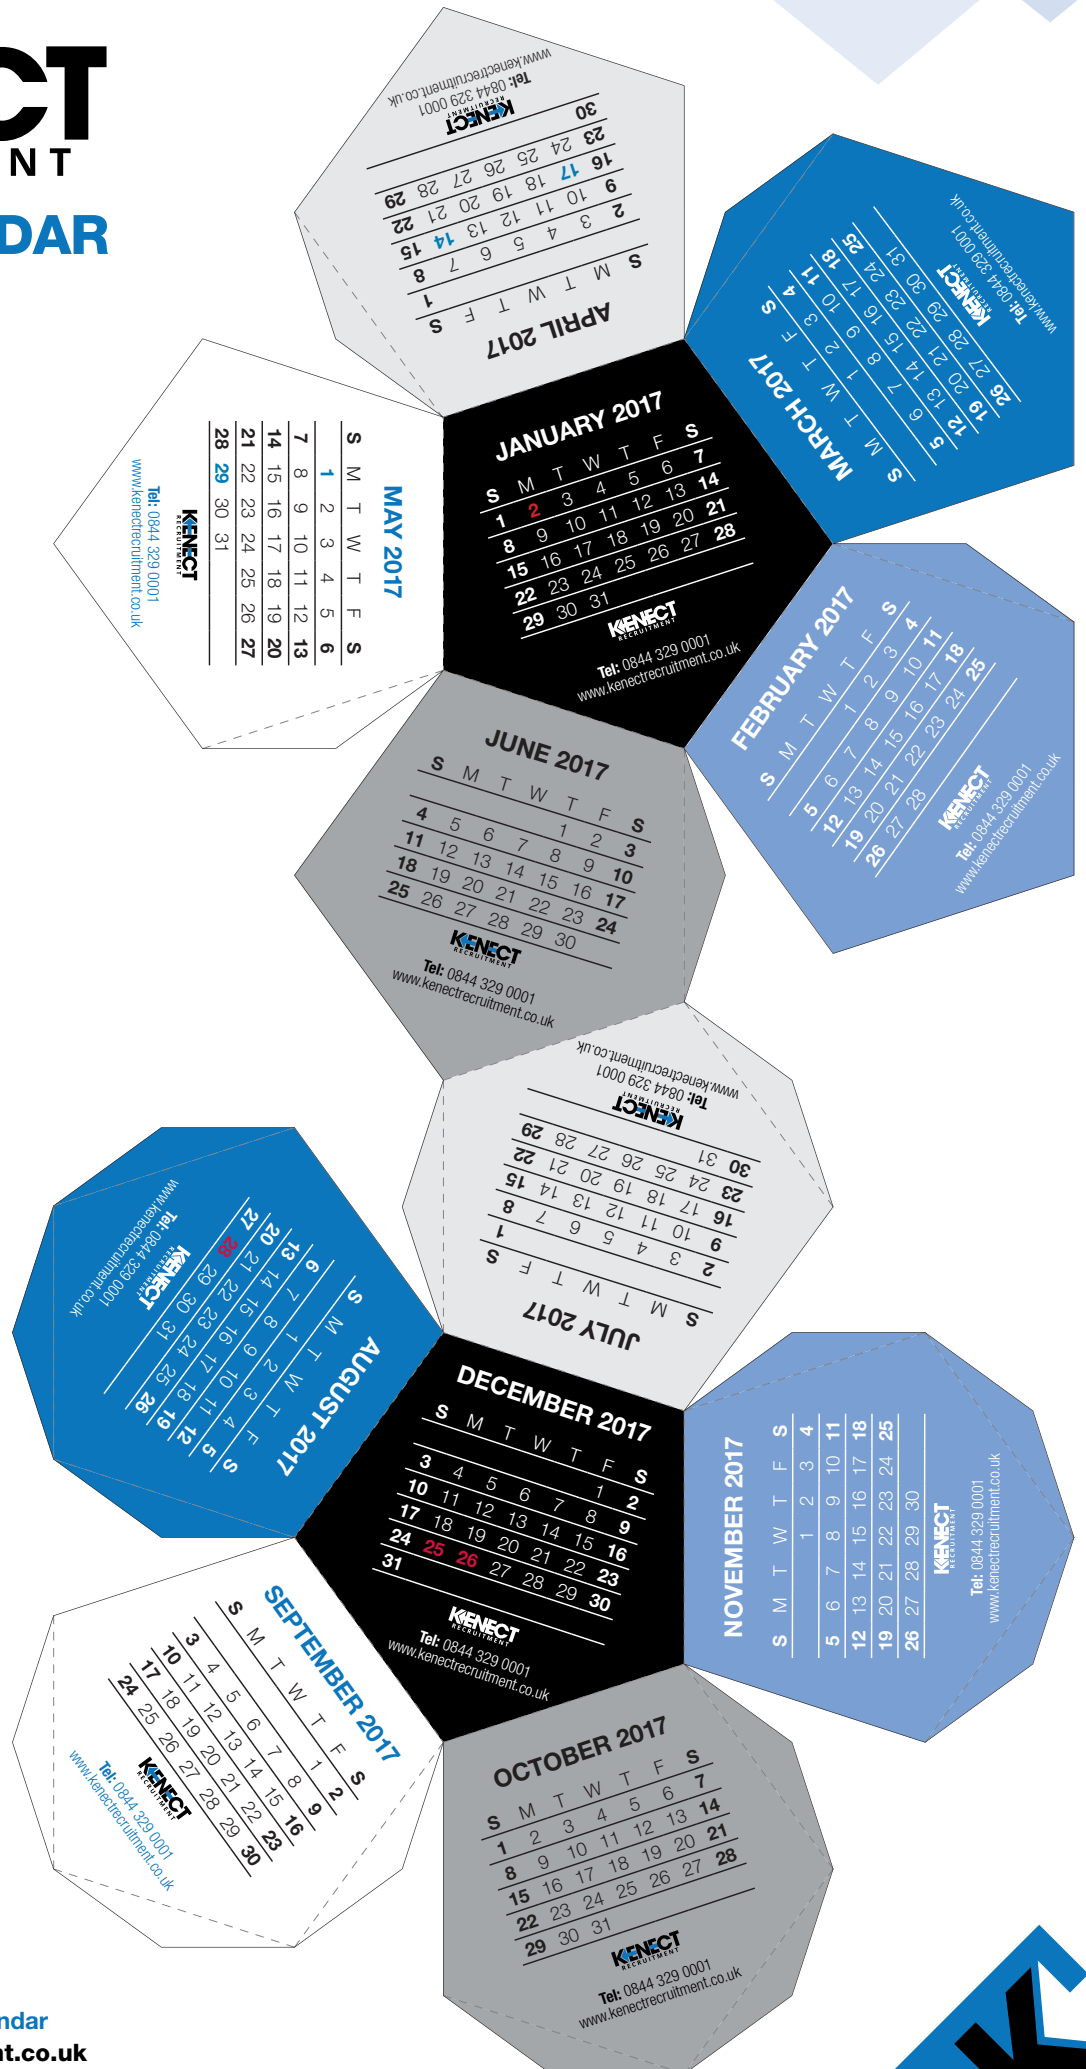 CT
NT
DAR
APRIL 2017
S M T W T F S
1
2 3 4 5 6 7 8
9 10 11 12 13 14 15
16 17 18 19 20 21 22
23 24 25 26 27 28 29
30
KENECT
RECRUITMENT
Tel: 0844 329 0001
www.kenectrecruitment.co.uk
MARCH 2017
S M T W T F S
1 2 3 4
5 6 7 8 9 10 11
12 13 14 15 16 17 18
19 20 21 22 23 24 25
26 27 28 29 30 31
KENECT
RECRUITMENT
Tel: 0844 329 0001
www.kenectrecruitment.co.uk
MAY 2017
S M T W T F S
1 2 3 4 5 6
7 8 9 10 11 12 13
14 15 16 17 18 19 20
21 22 23 24 25 26 27
28 29 30 31
KENECT
RECRUITMENT
Tel: 0844 329 0001
www.kenectrecruitment.co.uk
JANUARY 2017
S M T W T F S
1 2 3 4 5 6 7
8 9 10 11 12 13 14
15 16 17 18 19 20 21
22 23 24 25 26 27 28
29 30 31
KENECT
RECRUITMENT
Tel: 0844 329 0001
www.kenectrecruitment.co.uk
FEBRUARY 2017
S M T W T F S
1 2 3 4
5 6 7 8 9 10 11
12 13 14 15 16 17 18
19 20 21 22 23 24 25
26 27 28
KENECT
RECRUITMENT
Tel: 0844 329 0001
www.kenectrecruitment.co.uk
JUNE 2017
S M T W T F S
1 2 3
4 5 6 7 8 9 10
11 12 13 14 15 16 17
18 19 20 21 22 23 24
25 26 27 28 29 30
KENECT
RECRUITMENT
Tel: 0844 329 0001
www.kenectrecruitment.co.uk
JULY 2017
S M T W T F S
1
2 3 4 5 6 7 8
9 10 11 12 13 14 15
16 17 18 19 20 21 22
23 24 25 26 27 28 29
30 31
KENECT
RECRUITMENT
Tel: 0844 329 0001
www.kenectrecruitment.co.uk
AUGUST 2017
S M T W T F S
1 2 3 4 5
6 7 8 9 10 11 12
13 14 15 16 17 18 19
20 21 22 23 24 25 26
27 28 29 30 31
KENECT
RECRUITMENT
Tel: 0844 329 0001
www.kenectrecruitment.co.uk
DECEMBER 2017
S M T W T F S
1 2
3 4 5 6 7 8 9
10 11 12 13 14 15 16
17 18 19 20 21 22 23
24 25 26 27 28 29 30
31
KENECT
RECRUITMENT
Tel: 0844 329 0001
www.kenectrecruitment.co.uk
NOVEMBER 2017
S M T W T F S
1 2 3 4
5 6 7 8 9 10 11
12 13 14 15 16 17 18
19 20 21 22 23 24 25
26 27 28 29 30
KENECT
RECRUITMENT
Tel: 0844 329 0001
www.kenectrecruitment.co.uk
SEPTEMBER 2017
S M T W T F S
1 2
3 4 5 6 7 8 9
10 11 12 13 14 15 16
17 18 19 20 21 22 23
24 25 26 27 28 29 30
KENECT
RECRUITMENT
Tel: 0844 329 0001
www.kenectrecruitment.co.uk
OCTOBER 2017
S M T W T F S
1 2 3 4 5 6 7
8 9 10 11 12 13 14
15 16 17 18 19 20 21
22 23 24 25 26 27 28
29 30 31
KENECT
RECRUITMENT
Tel: 0844 329 0001
www.kenectrecruitment.co.uk
ndar
nt.co.uk